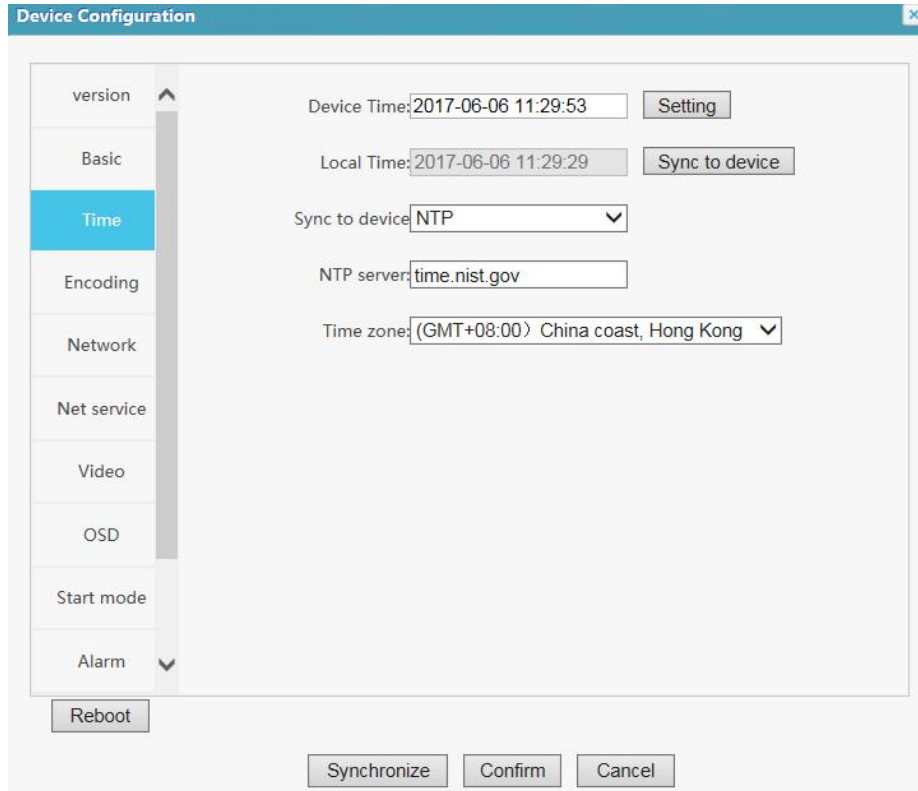 Device Configuration
version
Basic
Time
Encoding
Network
Net service
Video
OSD
Start mode
Alarm
Device Time: 2017-06-06 11:29:53 Setting
Local Time: 2017-06-06 11:29:29 Sync to device
Sync to device NTP
NTP server: time.nist.gov
Time zone: (GMT+08:00）China coast, Hong Kong
Reboot
Synchronize Confirm Cancel